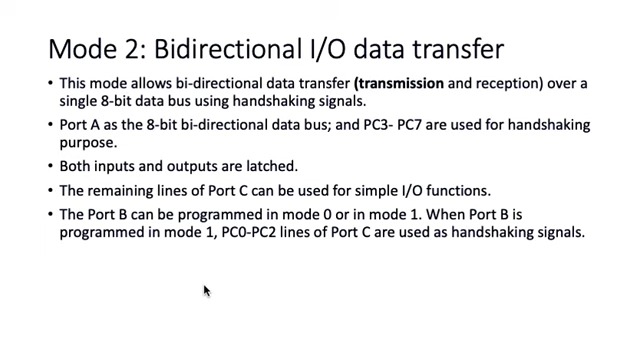 Mode 2: Bidirectional I/O data transfer
• This mode allows bi-directional data transfer (transmission and reception) over a
single 8-bit data bus using handshaking signals.
• Port A as the 8-bit bi-directional data bus; and PC3- PC7 are used for handshaking
purpose.
• Both inputs and outputs are latched.
• The remaining lines of Port C can be used for simple I/O functions.
• The Port B can be programmed in mode 0 or in mode 1. When Port B is
programmed in mode 1, PC0-PC2 lines of Port C are used as handshaking signals.